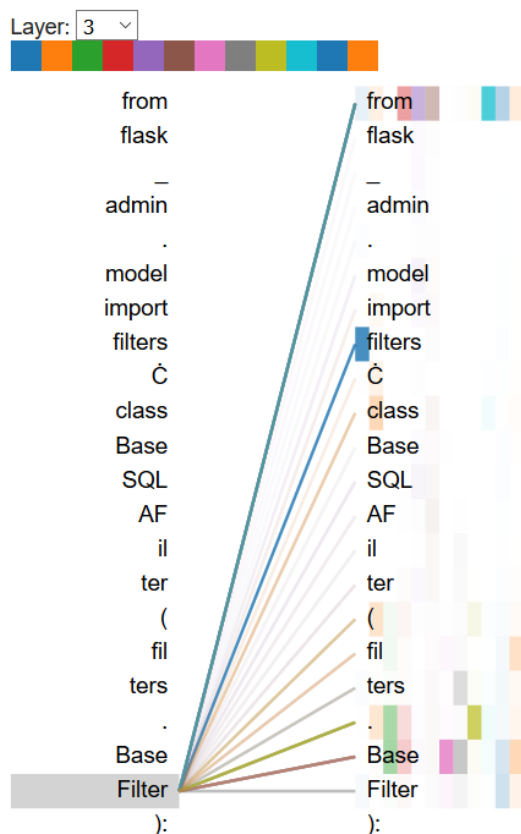 Layer: 3
from from
flask flask
_ _
admin admin
. .
model model
import import
filters filters
Ċ Ċ
class class
Base Base
SQL SQL
AF AF
il il
ter ter
( (
fil fil
ters ters
. .
Base Base
Filter Filter
): ):